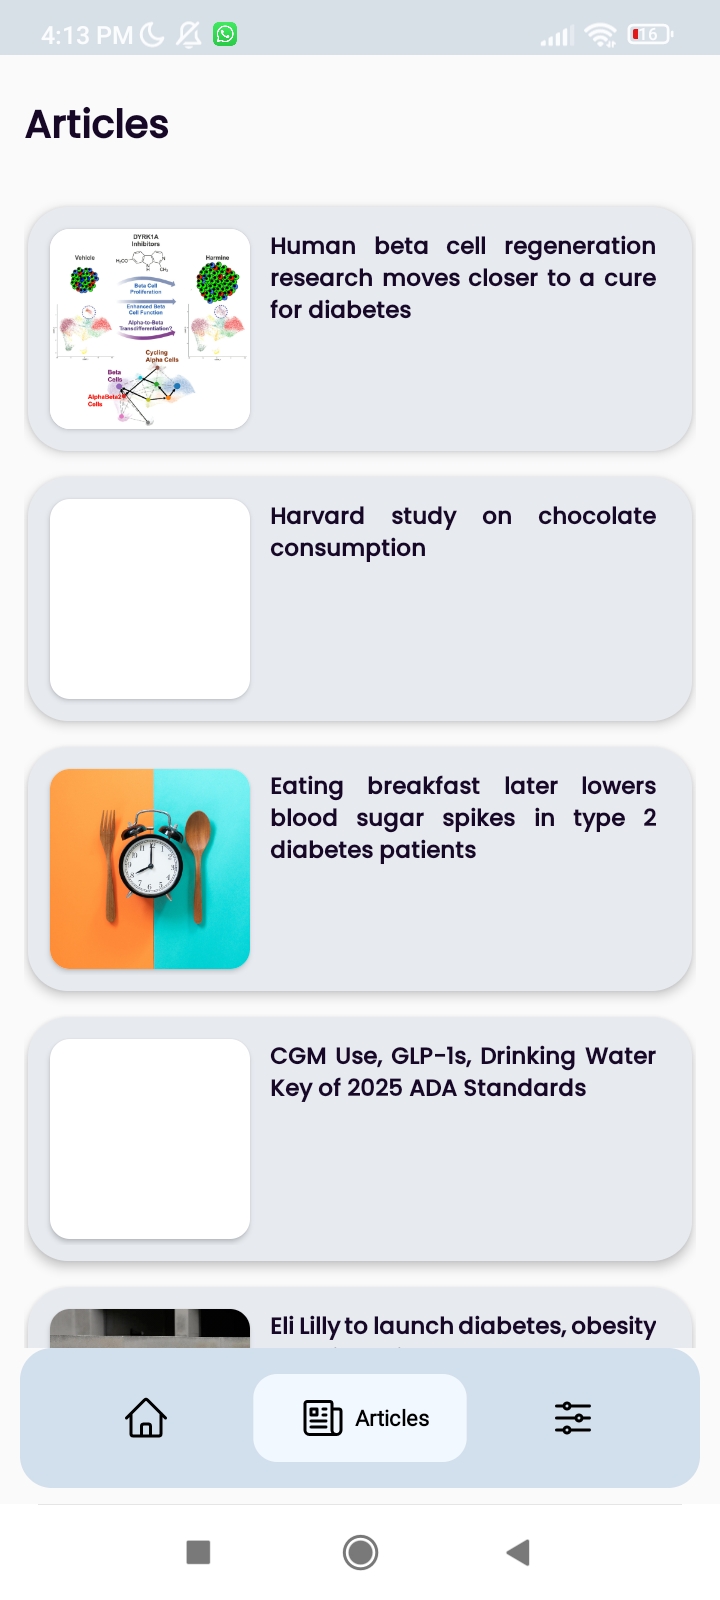 4:13 PM
6
Articles
DYRK1A
Inhibitors
Vehicle
Harmine
H₃CO
N
H
N
CH₃
Beta Cell
Proliferation
Enhanced Beta
Cell Function
Alpha-to-Beta
Transdifferentiation?
Cycling
Alpha Cells
Beta
Cells
Cells
Human beta cell regeneration
research moves closer to a cure
for diabetes
Harvard study on chocolate
consumption
Eating breakfast later lowers
blood sugar spikes in type 2
diabetes patients
CGM Use, GLP-1s, Drinking Water
Key of 2025 ADA Standards
Eli Lilly to launch diabetes, obesity
Articles